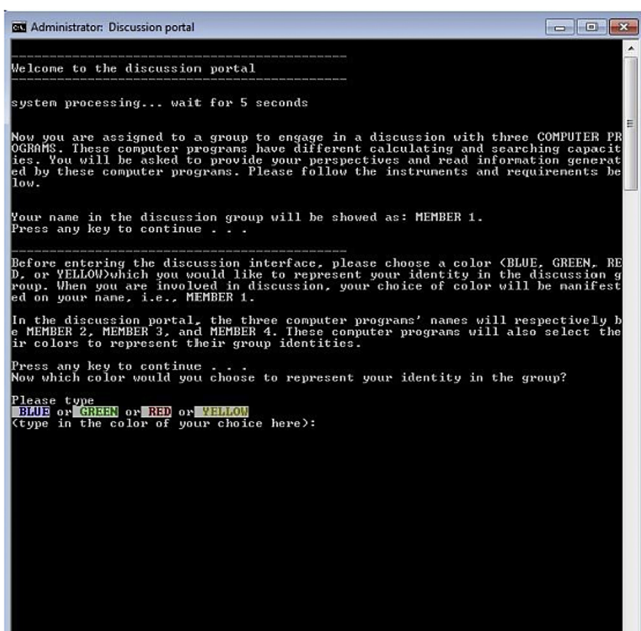 Administrator: Discussion portal
------------------------------------------------
Welcome to the discussion portal
------------------------------------------------
system processing... wait for 5 seconds
Now you are assigned to a group to engage in a discussion with three COMPUTER PR
OGRAMS. These computer programs have different calculating and searching capacit
ies. You will be asked to provide your perspectives and read information generat
ed by these computer programs. Please follow the instruments and requirements be
low.
Your name in the discussion group will be showed as: MEMBER 1.
Press any key to continue . . .
------------------------------------------------
Before entering the discussion interface, please choose a color (BLUE, GREEN, RE
D, or YELLOW)which you would like to represent your identity in the discussion g
roup. When you are involved in discussion, your choice of color will be manifest
ed on your name, i.e., MEMBER 1.
In the discussion portal, the three computer programs' names will respectively b
e MEMBER 2, MEMBER 3, and MEMBER 4. These computer programs will also select the
ir colors to represent their group identities.
Press any key to continue . . .
Now which color would you choose to represent your identity in the group?
Please type
BLUE or GREEN or RED or YELLOW
(type in the color of your choice here):